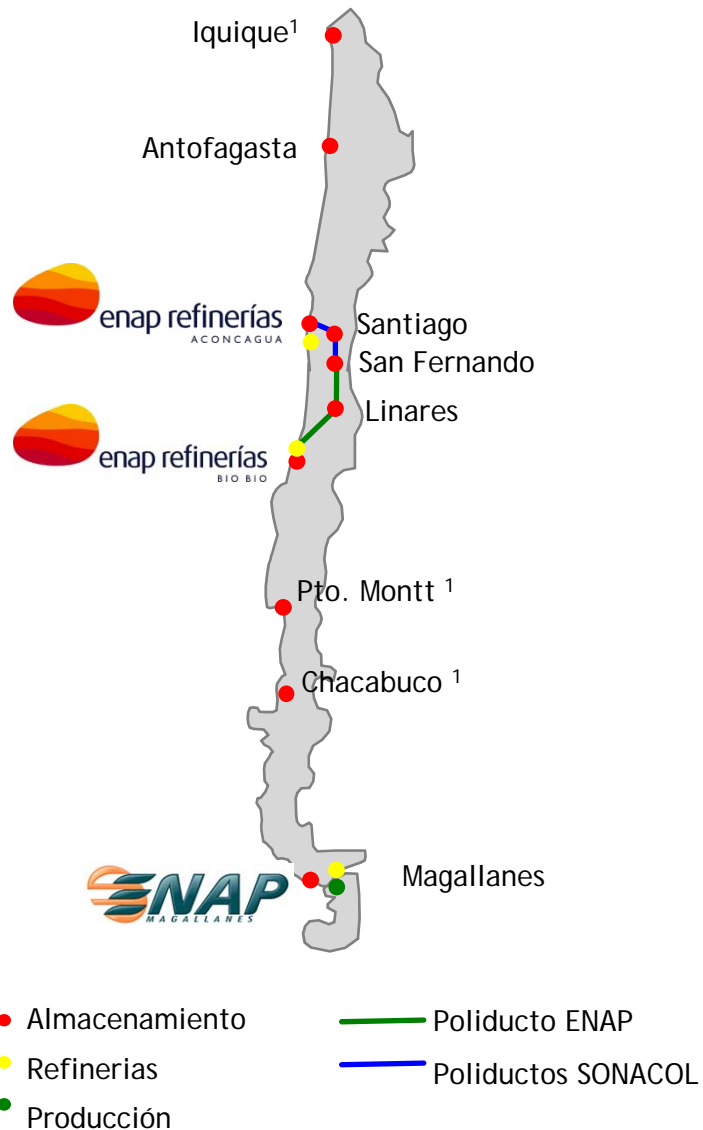 Iquique¹
Antofagasta
enap refinerías
ACONCAGUA
Santiago
San Fernando
Linares
enap refinerías
BIO BIO
Pto. Montt ¹
Chacabuco ¹
ENAP
MAGALLANES
Magallanes
Almacenamiento
Poliducto ENAP
Refinerias
Poliductos SONACOL
Producción